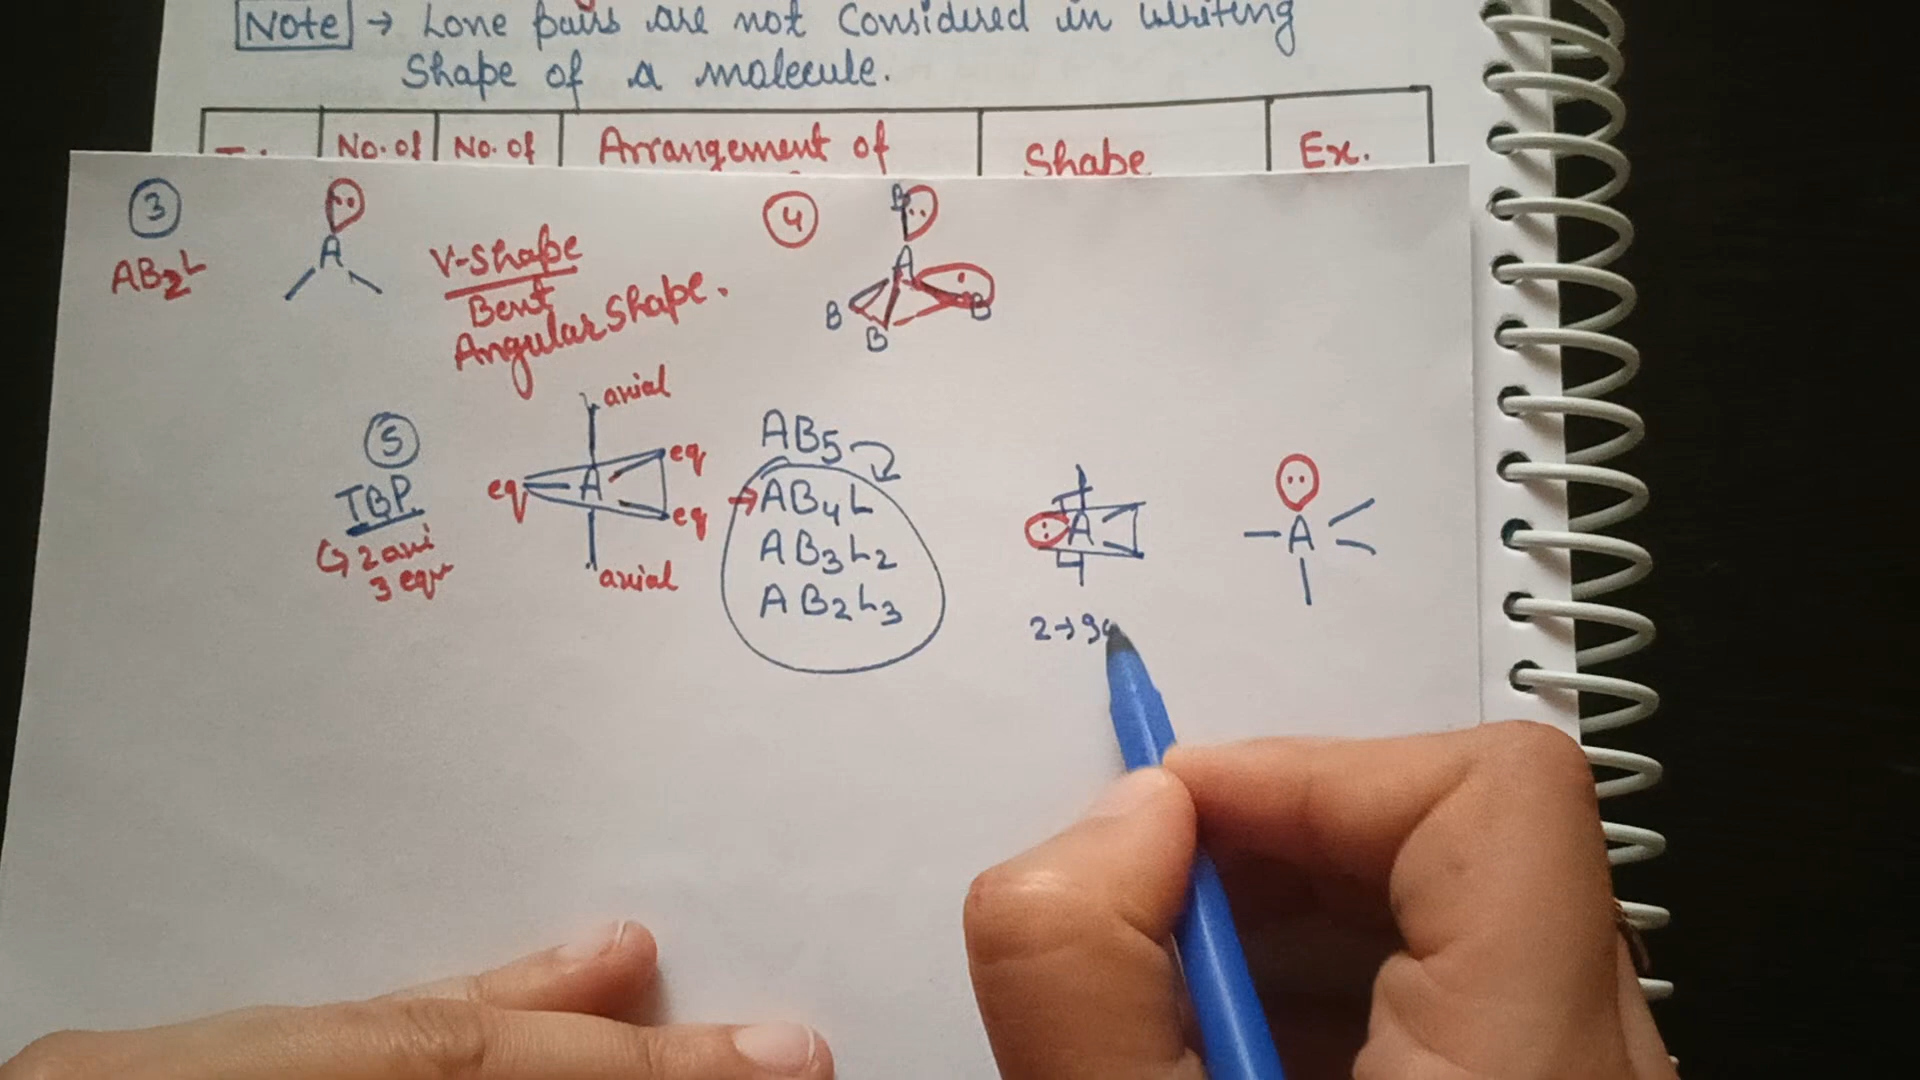 Note → Lone pairs are not Considered in writing
Shape of a molecule.
No. of No. of Arrangement of Shape Ex.
3
AB2L
A
V-Shape
Bent
Angular Shape.
4
B
A
B
B
B
5
TBP
↳ 2 axi
3 equ
axial
eq
A
eq
eq
axial
AB5
→ AB4L
AB3L2
AB2L3
A
A
2→